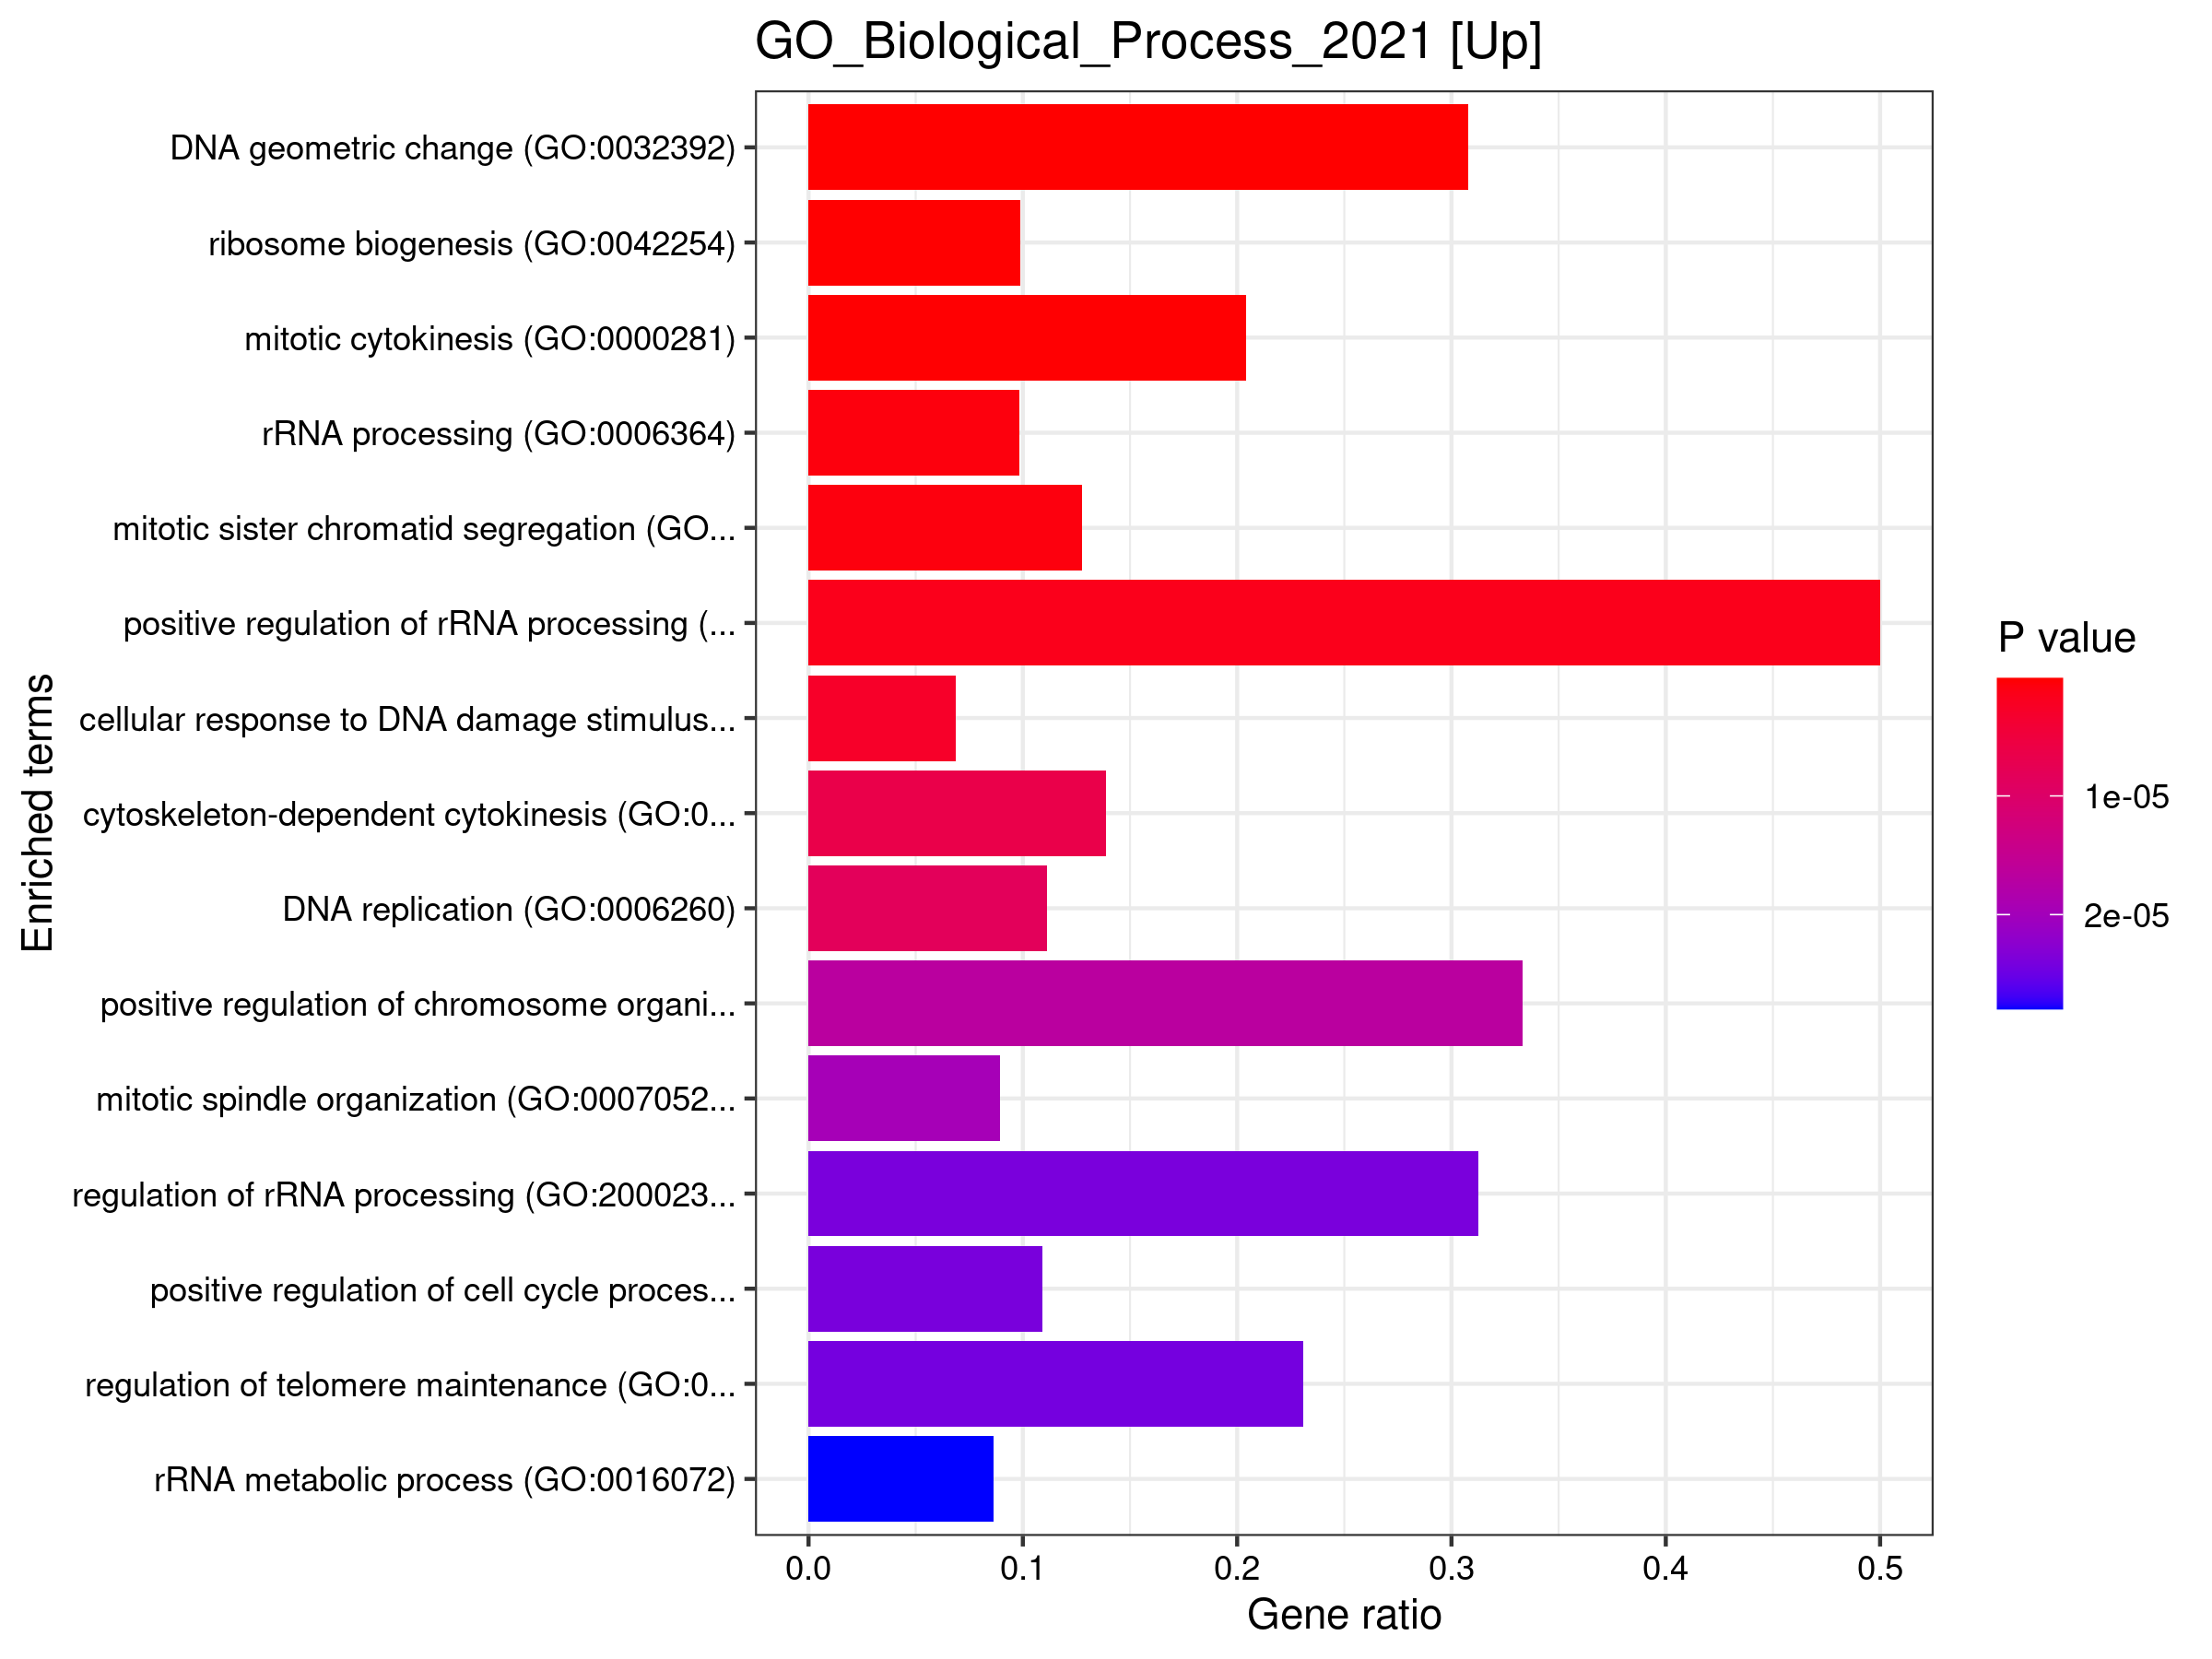 GO_Biological_Process_2021 [Up]
DNA geometric change (GO:0032392)
ribosome biogenesis (GO:0042254)
mitotic cytokinesis (GO:0000281)
rRNA processing (GO:0006364)
mitotic sister chromatid segregation (GO...
positive regulation of rRNA processing (...
cellular response to DNA damage stimulus...
cytoskeleton-dependent cytokinesis (GO:0...
DNA replication (GO:0006260)
positive regulation of chromosome organi...
mitotic spindle organization (GO:0007052...
regulation of rRNA processing (GO:200023...
positive regulation of cell cycle proces...
regulation of telomere maintenance (GO:0...
rRNA metabolic process (GO:0016072)
Enriched terms
0.0 0.1 0.2 0.3 0.4 0.5
Gene ratio
P value
1e-05
2e-05